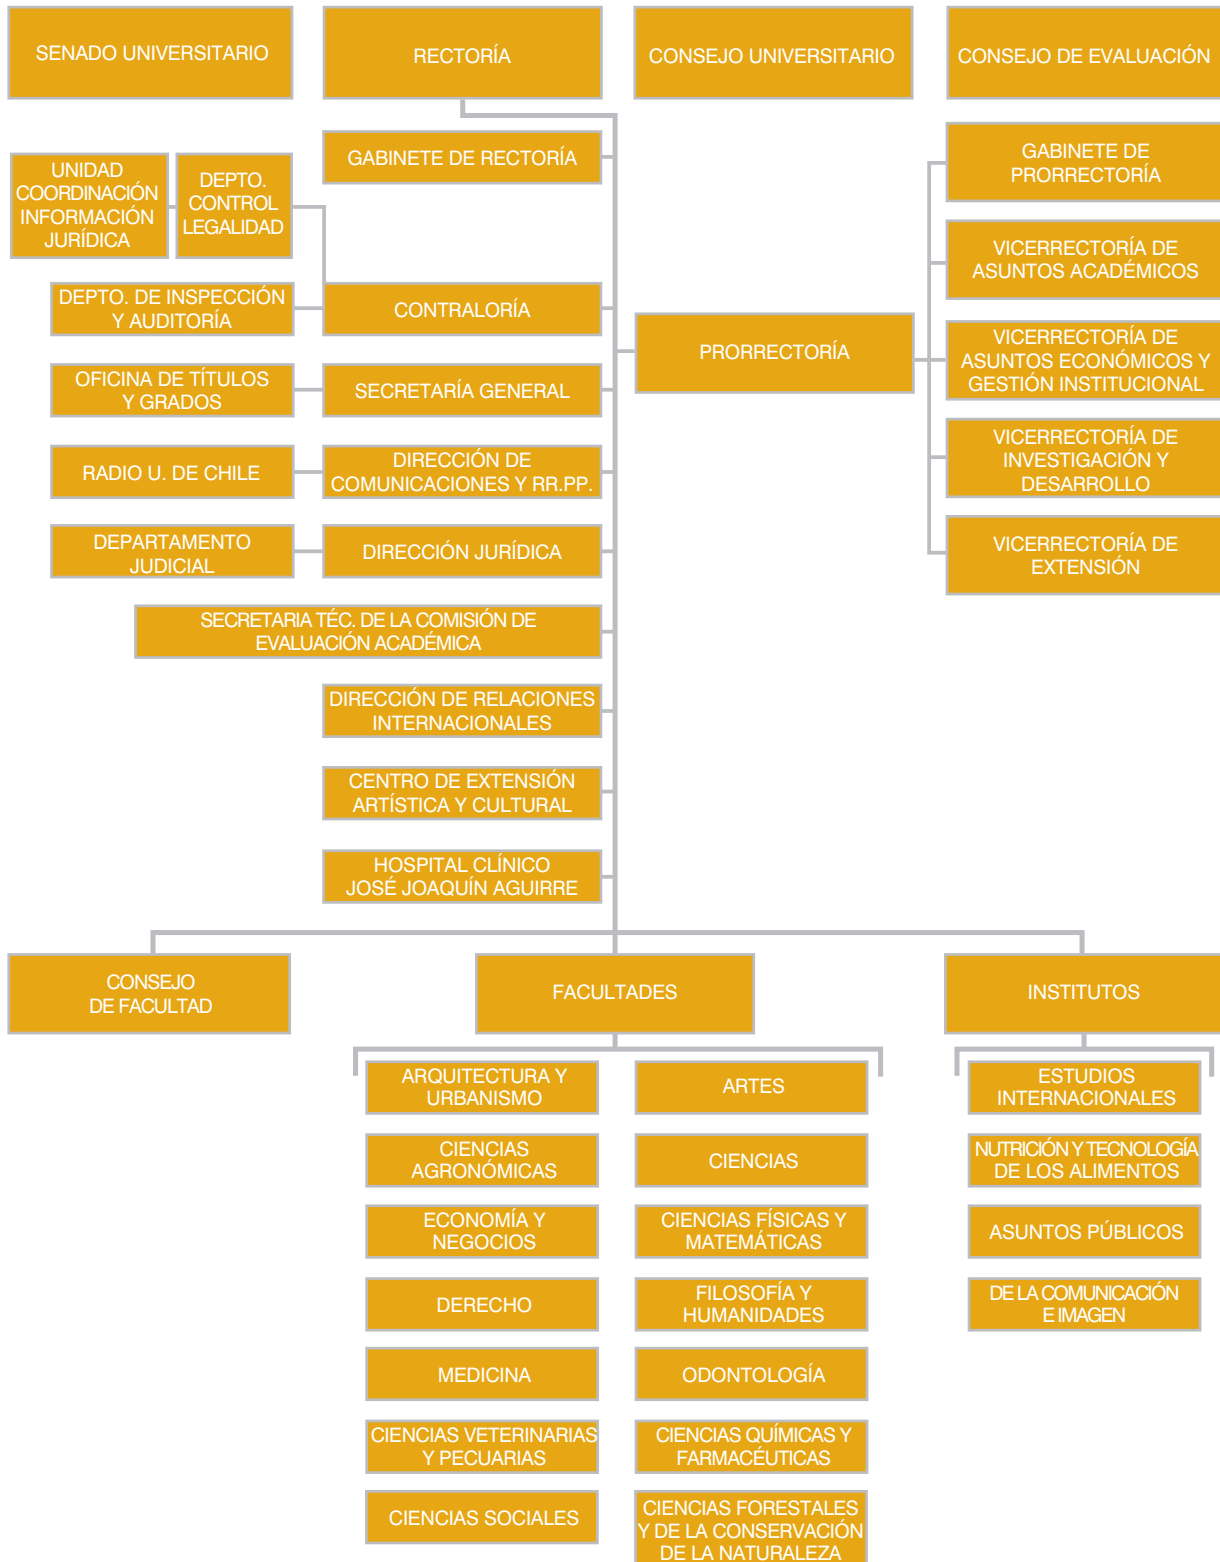 SENADO UNIVERSITARIO
RECTORÍA
CONSEJO UNIVERSITARIO
CONSEJO DE EVALUACIÓN
GABINETE DE RECTORÍA
GABINETE DE
PRORRECTORÍA
UNIDAD
COORDINACIÓN
INFORMACIÓN
JURÍDICA
DEPTO.
CONTROL
LEGALIDAD
VICERRECTORÍA DE
ASUNTOS ACADÉMICOS
DEPTO. DE INSPECCIÓN
Y AUDITORÍA
CONTRALORÍA
PRORRECTORÍA
VICERRECTORÍA DE
ASUNTOS ECONÓMICOS Y
GESTIÓN INSTITUCIONAL
OFICINA DE TÍTULOS
Y GRADOS
SECRETARÍA GENERAL
VICERRECTORÍA DE
INVESTIGACIÓN Y
DESARROLLO
RADIO U. DE CHILE
DIRECCIÓN DE
COMUNICACIONES Y RR.PP.
DEPARTAMENTO
JUDICIAL
DIRECCIÓN JURÍDICA
VICERRECTORÍA DE
EXTENSIÓN
SECRETARIA TÉC. DE LA COMISIÓN DE
EVALUACIÓN ACADÉMICA
DIRECCIÓN DE RELACIONES
INTERNACIONALES
CENTRO DE EXTENSIÓN
ARTÍSTICA Y CULTURAL
HOSPITAL CLÍNICO
JOSÉ JOAQUÍN AGUIRRE
CONSEJO
DE FACULTAD
FACULTADES
INSTITUTOS
ARQUITECTURA Y
URBANISMO
ARTES
ESTUDIOS
INTERNACIONALES
CIENCIAS
AGRONÓMICAS
CIENCIAS
NUTRICIÓN Y TECNOLOGÍA
DE LOS ALIMENTOS
ECONOMÍA Y
NEGOCIOS
CIENCIAS FÍSICAS Y
MATEMÁTICAS
ASUNTOS PÚBLICOS
DERECHO
FILOSOFÍA Y
HUMANIDADES
DE LA COMUNICACIÓN
E IMAGEN
MEDICINA
ODONTOLOGÍA
CIENCIAS VETERINARIAS
Y PECUARIAS
CIENCIAS QUÍMICAS Y
FARMACÉUTICAS
CIENCIAS SOCIALES
CIENCIAS FORESTALES
Y DE LA CONSERVACIÓN
DE LA NATURALEZA